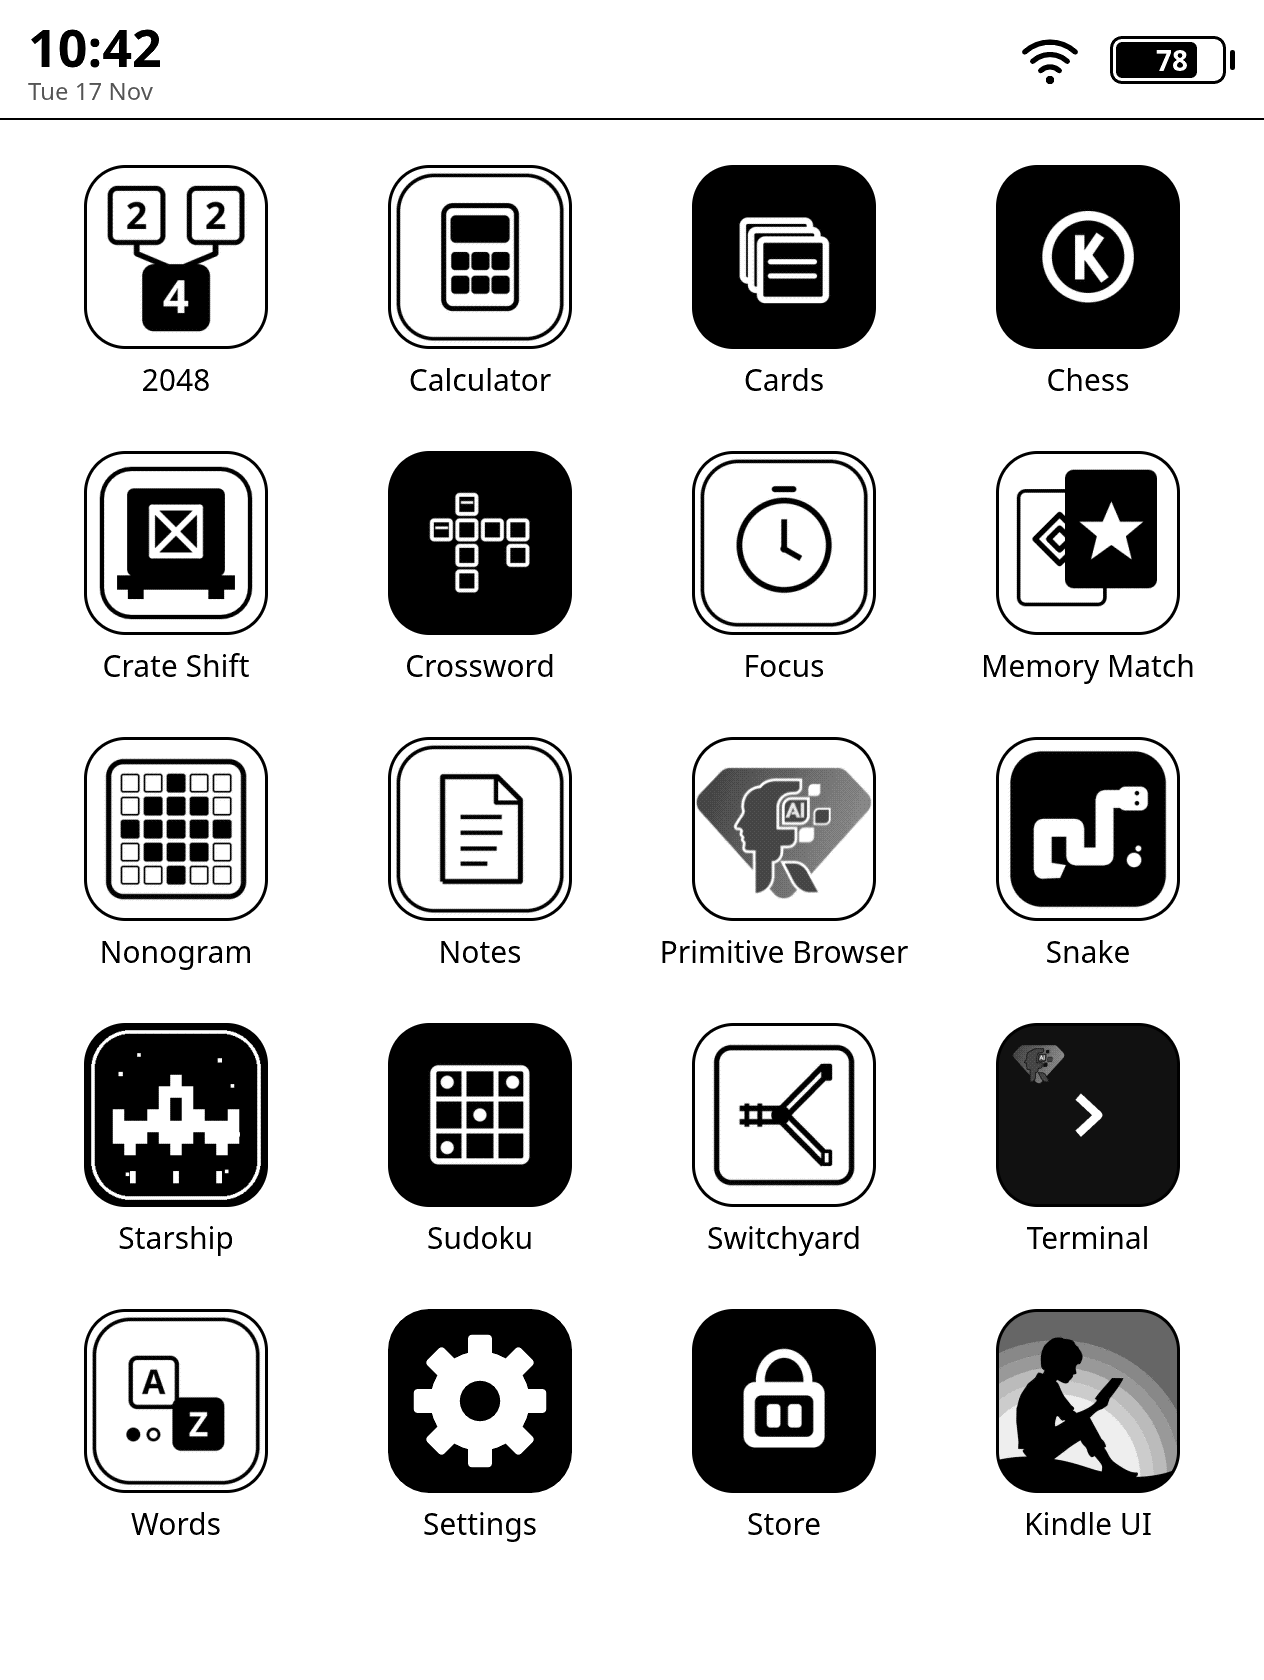 10:42
Tue 17 Nov
78
2 2
4
K
2048 Calculator Cards Chess
Crate Shift Crossword Focus Memory Match
AI
Nonogram Notes Primitive Browser Snake
AI
>
Starship Sudoku Switchyard Terminal
A
Z
Words Settings Store Kindle UI